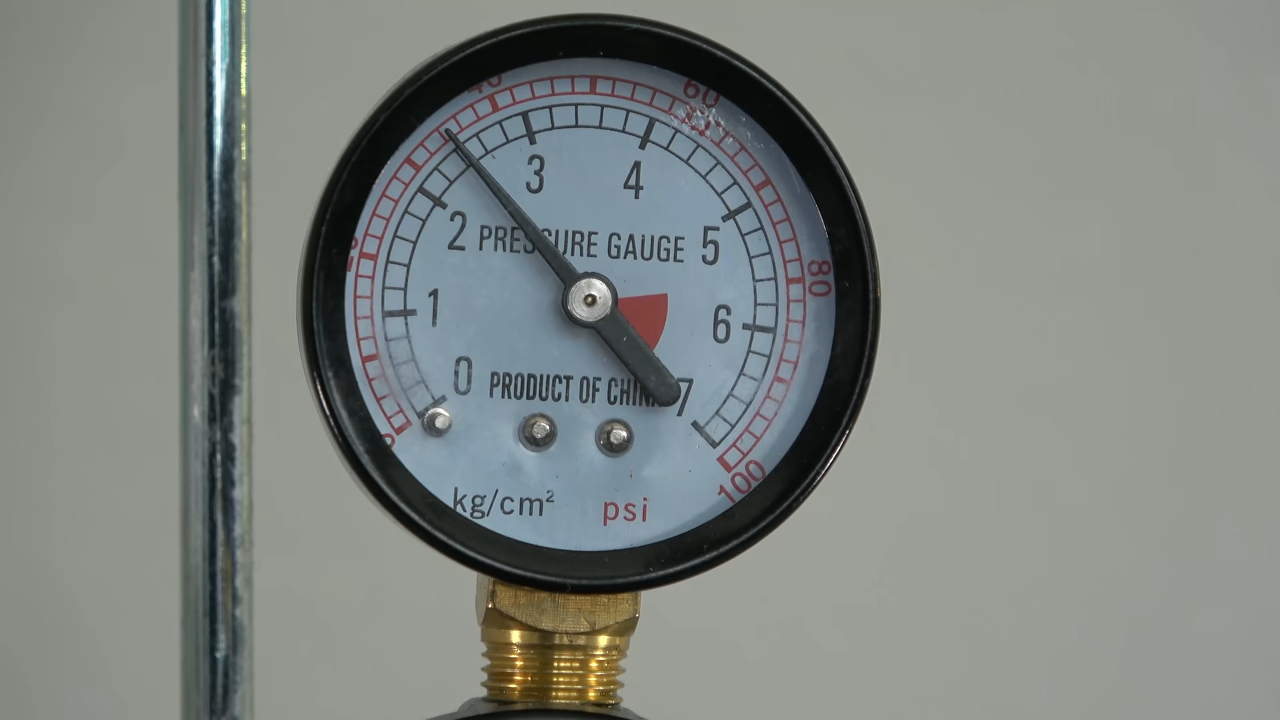 40 60
3 4
2 PRESSURE GAUGE 5
80
1 6
0 PRODUCT OF CHINA 7
100
kg/cm² psi